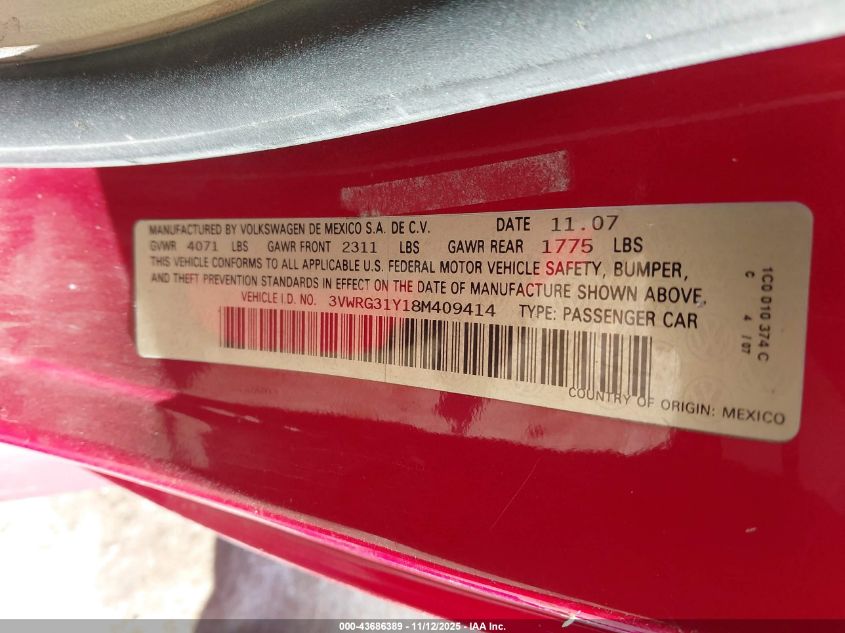 MANUFACTURED BY VOLKSWAGEN DE MEXICO S.A. DE C.V. DATE 11.07
GVWR 4071 LBS GAWR FRONT 2311 LBS GAWR REAR 1775 LBS
THIS VEHICLE CONFORMS TO ALL APPLICABLE U.S. FEDERAL MOTOR VEHICLE SAFETY, BUMPER,
AND THEFT PREVENTION STANDARDS IN EFFECT ON THE DATE OF MANUFACTURE SHOWN ABOVE.
VEHICLE I.D. NO. 3VWRG31Y18M409414 TYPE: PASSENGER CAR
COUNTRY OF ORIGIN: MEXICO
1C0 010 374 C
C 4 / 07
000-43686389 - 11/12/2025 - IAA Inc.